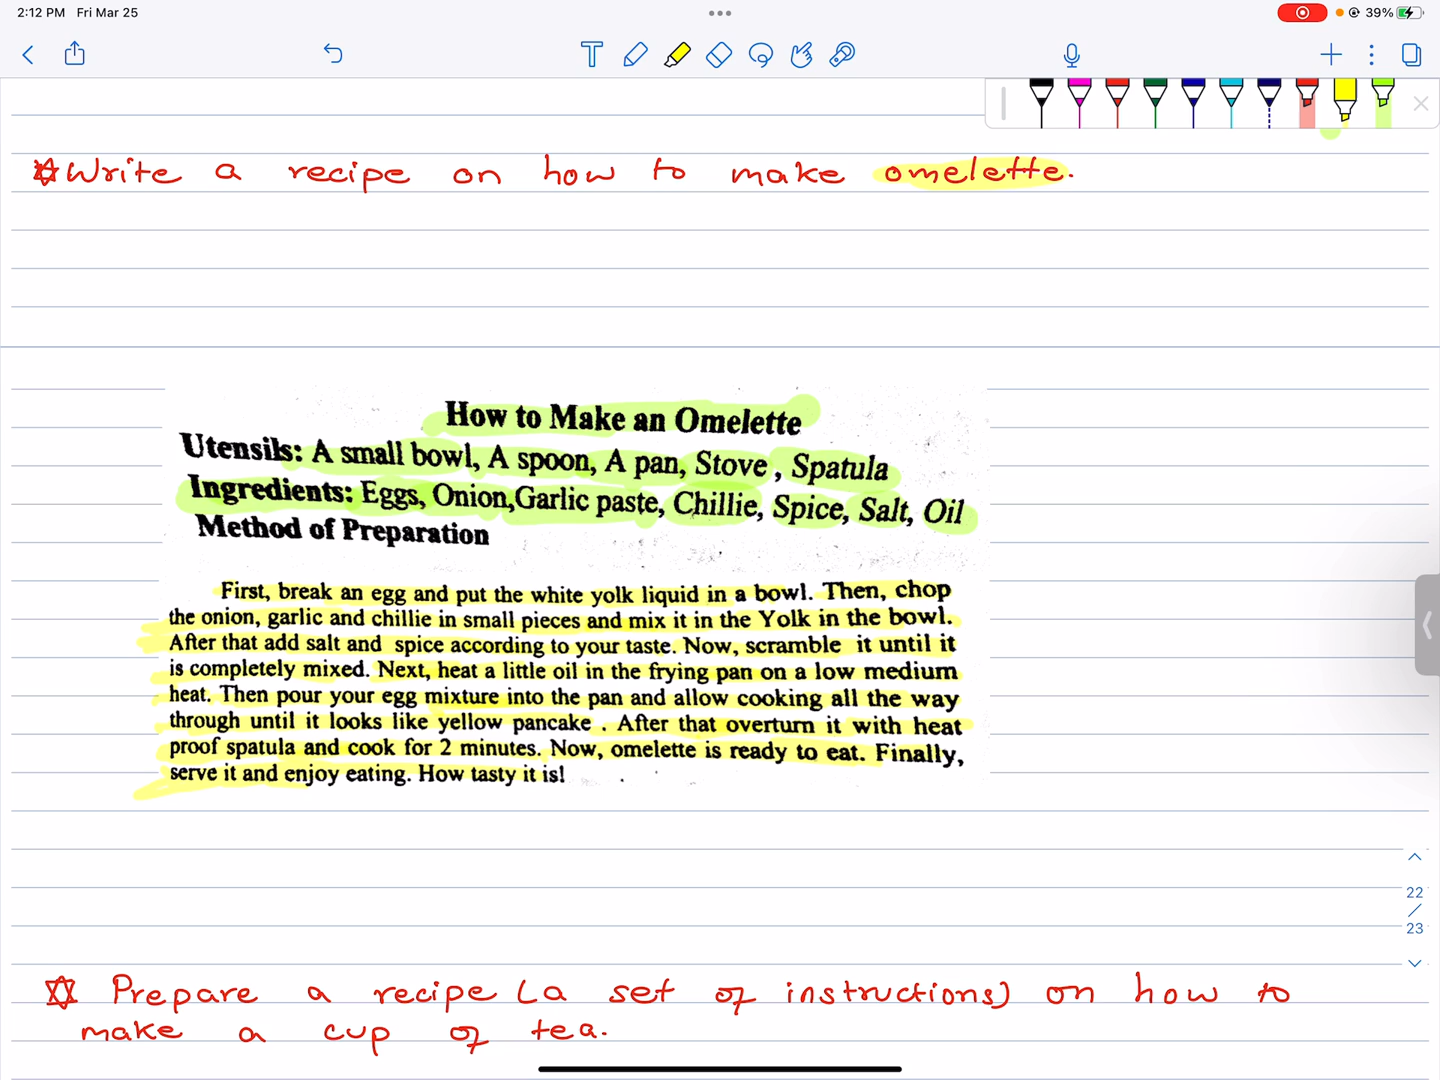 2:12 PM Fri Mar 25
39%
☆Write a recipe on how to make omelette.
How to Make an Omelette
Utensils: A small bowl, A spoon, A pan, Stove , Spatula
Ingredients: Eggs, Onion,Garlic paste, Chillie, Spice, Salt, Oil
Method of Preparation
First, break an egg and put the white yolk liquid in a bowl. Then, chop
the onion, garlic and chillie in small pieces and mix it in the Yolk in the bowl.
After that add salt and spice according to your taste. Now, scramble it until it
is completely mixed. Next, heat a little oil in the frying pan on a low medium
heat. Then pour your egg mixture into the pan and allow cooking all the way
through until it looks like yellow pancake . After that overturn it with heat
proof spatula and cook for 2 minutes. Now, omelette is ready to eat. Finally,
serve it and enjoy eating. How tasty it is!
22
/
23
☆ Prepare a recipe (a set of instructions) on how to
make a cup of tea.